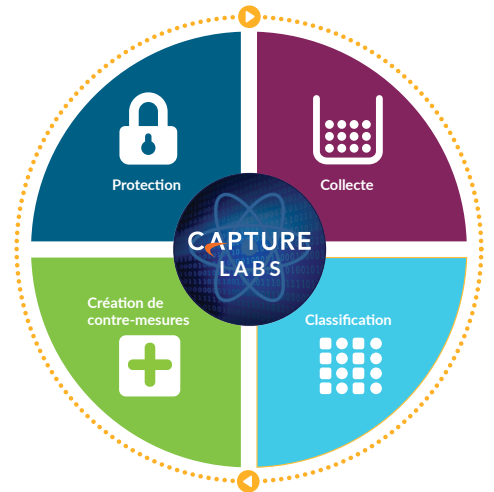 Protection
Collecte
CAPTURE
LABS
Création de
contre-mesures
Classification